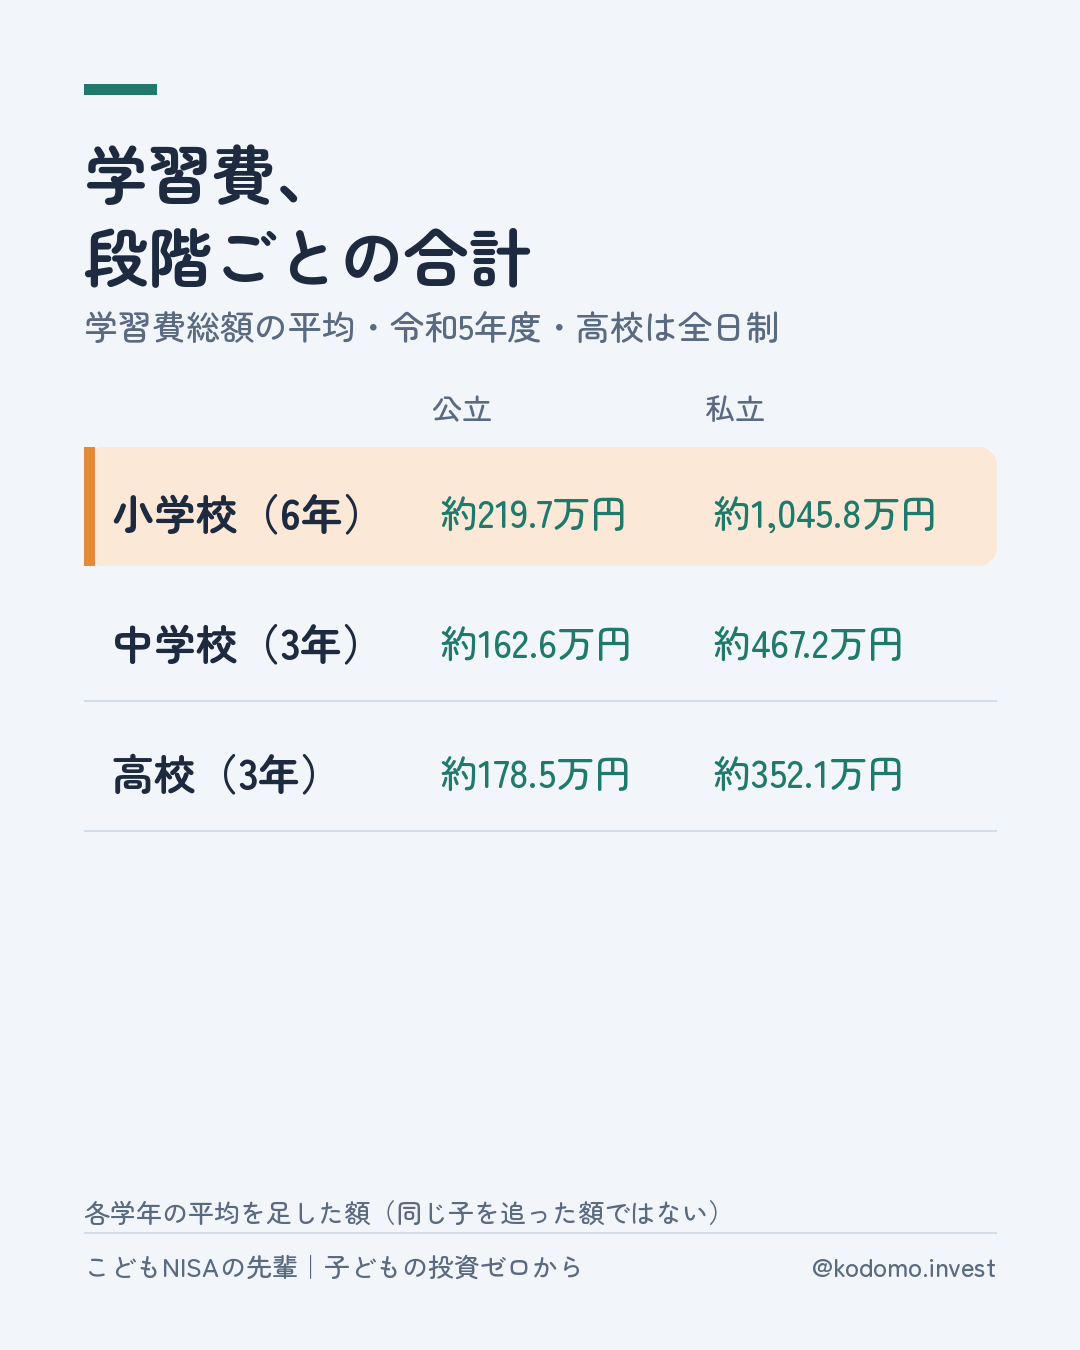 学習費、
段階ごとの合計
学習費総額の平均・令和5年度・高校は全日制
公立 私立
小学校（6年） 約219.7万円 約1,045.8万円
中学校（3年） 約162.6万円 約467.2万円
高校（3年） 約178.5万円 約352.1万円
各学年の平均を足した額（同じ子を追った額ではない）
こどもNISAの先輩｜子どもの投資ゼロから @kodomo.invest